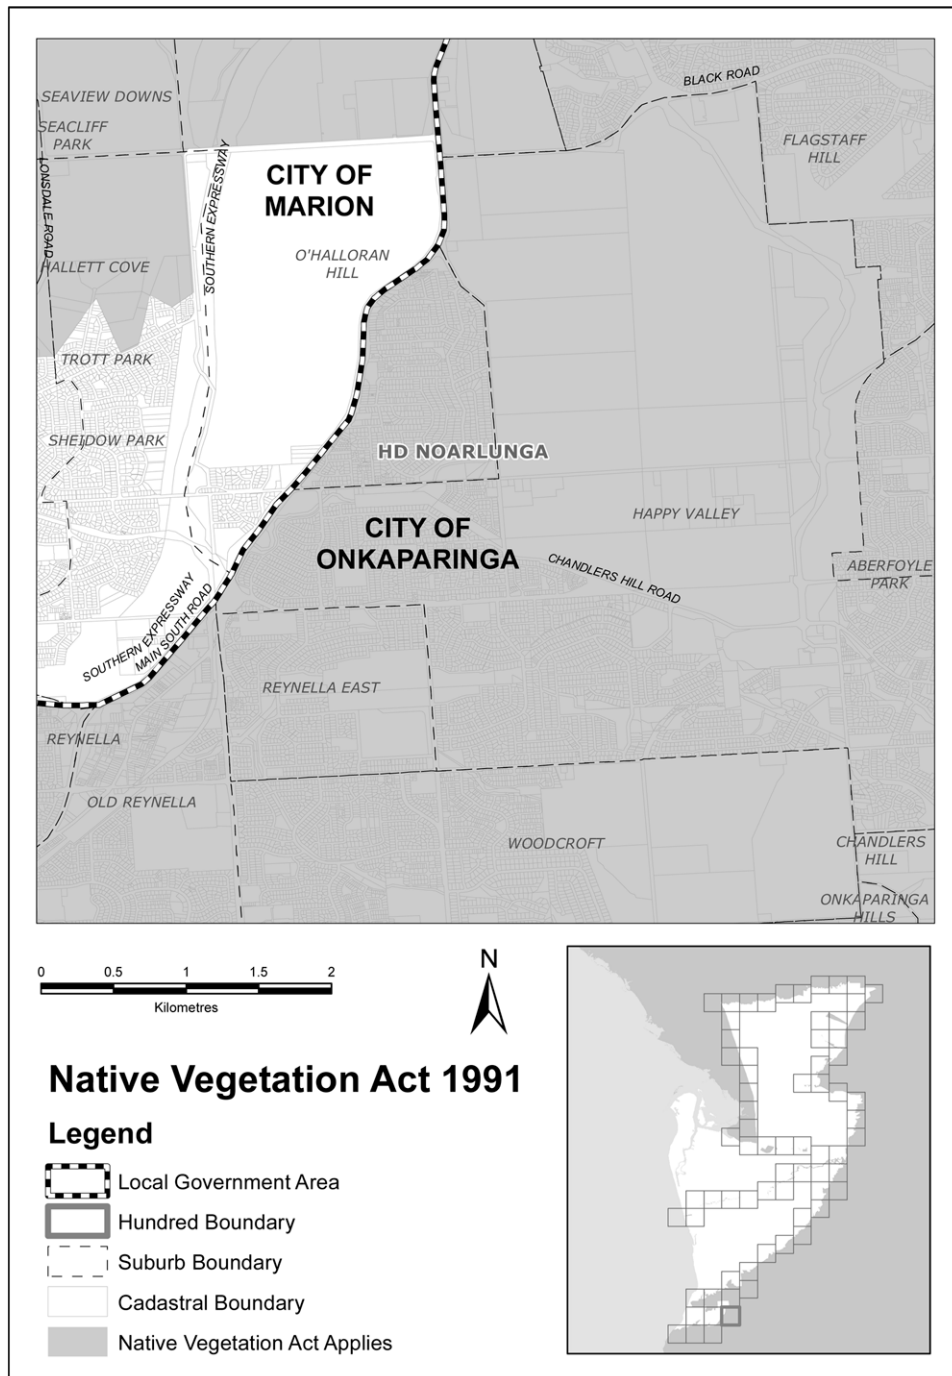 BLACK ROAD
SEAVIEW DOWNS
SEACLIFF
PARK
FLAGSTAFF
HILL
LONSDALE ROAD
SOUTHERN EXPRESSWAY
CITY OF
MARION
O'HALLORAN
HILL
HALLETT COVE
TROTT PARK
SHEIDOW PARK
HD NOARLUNGA
HAPPY VALLEY
CITY OF
ONKAPARINGA
CHANDLERS HILL ROAD
ABERFOYLE
PARK
SOUTHERN EXPRESSWAY
MAIN SOUTH ROAD
REYNELLA EAST
REYNELLA
OLD REYNELLA
WOODCROFT
CHANDLERS
HILL
ONKAPARINGA
HILLS
0 0.5 1 1.5 2
Kilometres
N
Native Vegetation Act 1991
Legend
Local Government Area
Hundred Boundary
Suburb Boundary
Cadastral Boundary
Native Vegetation Act Applies